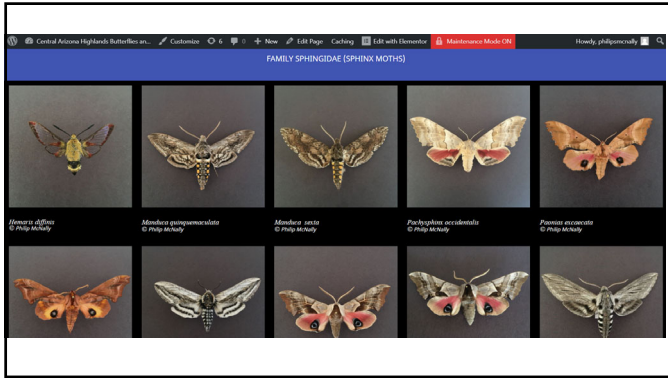 Central Arizona Highlands Butterflies an... Customize 6 0 + New Edit Page Caching Edit with Elementor Maintenance Mode ON Howdy, philipsmcnally
FAMILY SPHINGIDAE (SPHINX MOTHS)
Hemaris diffinis Manduca quinquemaculata Manduca sexta Pachysphinx occidentalis Paonias excaecata
© Philip McNally © Philip McNally © Philip McNally © Philip McNally © Philip McNally